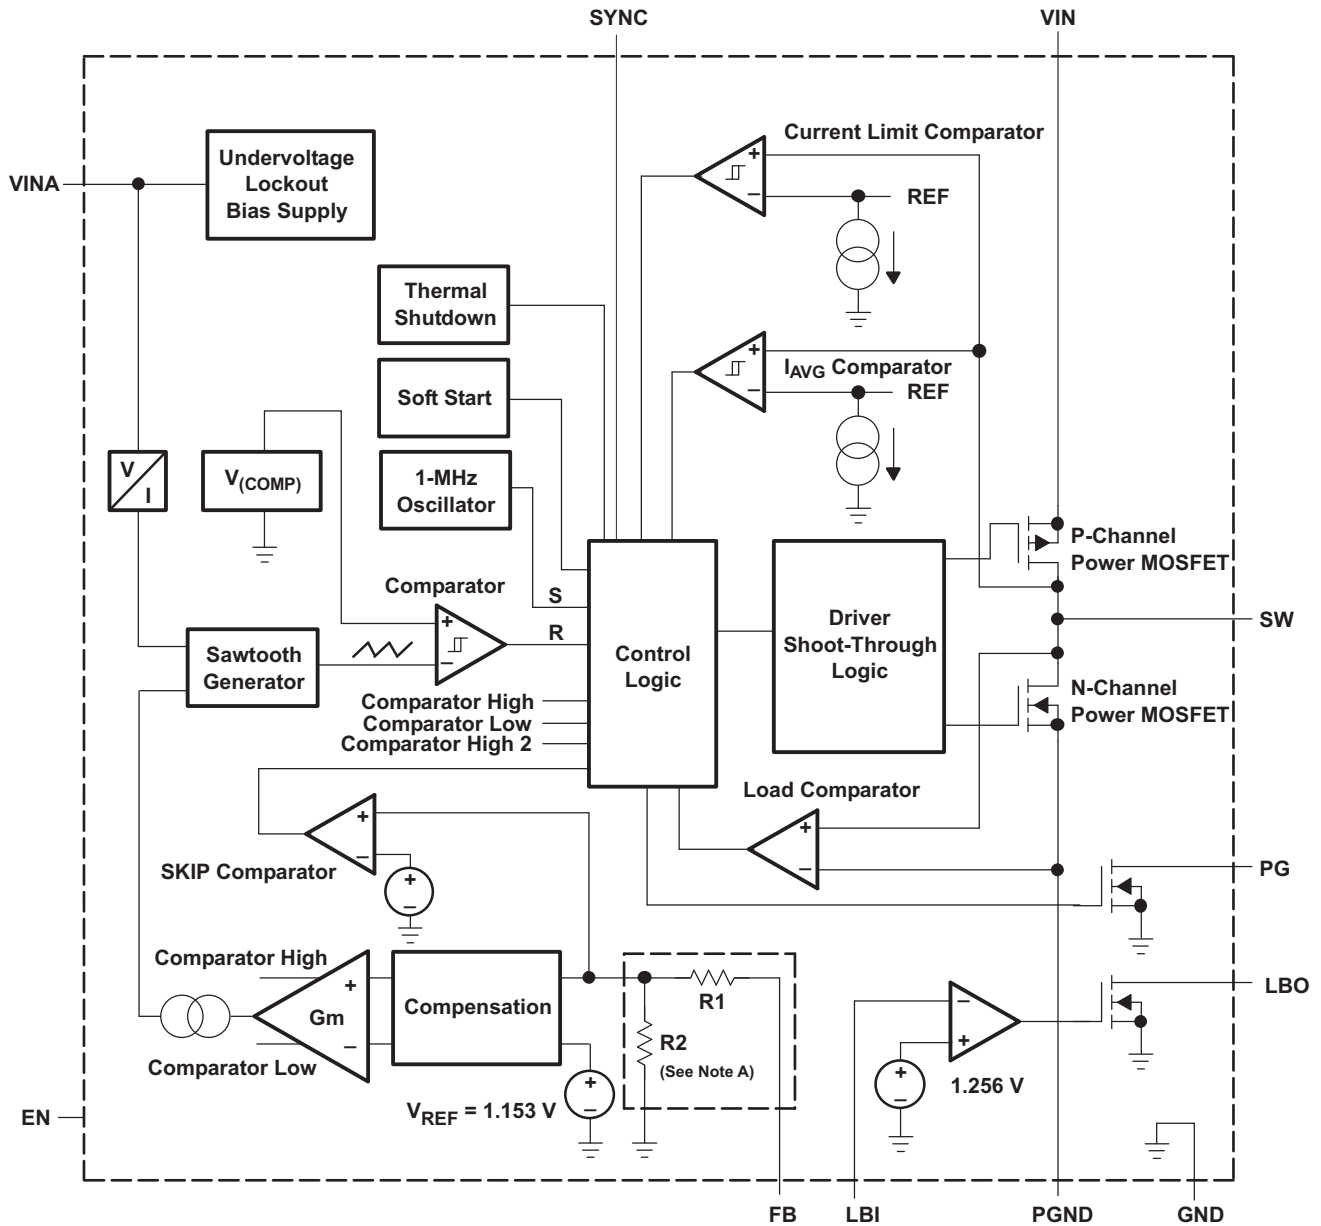 SYNC
VIN
Current Limit Comparator
+
−
REF
Undervoltage
Lockout
Bias Supply
VINA
Thermal
Shutdown
+
−
IAVG Comparator
REF
Soft Start
V
I
V(COMP)
1-MHz
Oscillator
P-Channel
Power MOSFET
Comparator
+
−
S
R
Driver
Shoot-Through
Logic
SW
Sawtooth
Generator
Control
Logic
N-Channel
Power MOSFET
Comparator High
Comparator Low
Comparator High 2
Load Comparator
+
−
+
−
SKIP Comparator
+
−
PG
Comparator High
+
Gm
−
Comparator Low
Compensation
R1
R2
(See Note A)
LBO
−
+
1.256 V
+
−
VREF = 1.153 V
+
−
EN
FB
LBI
PGND
GND